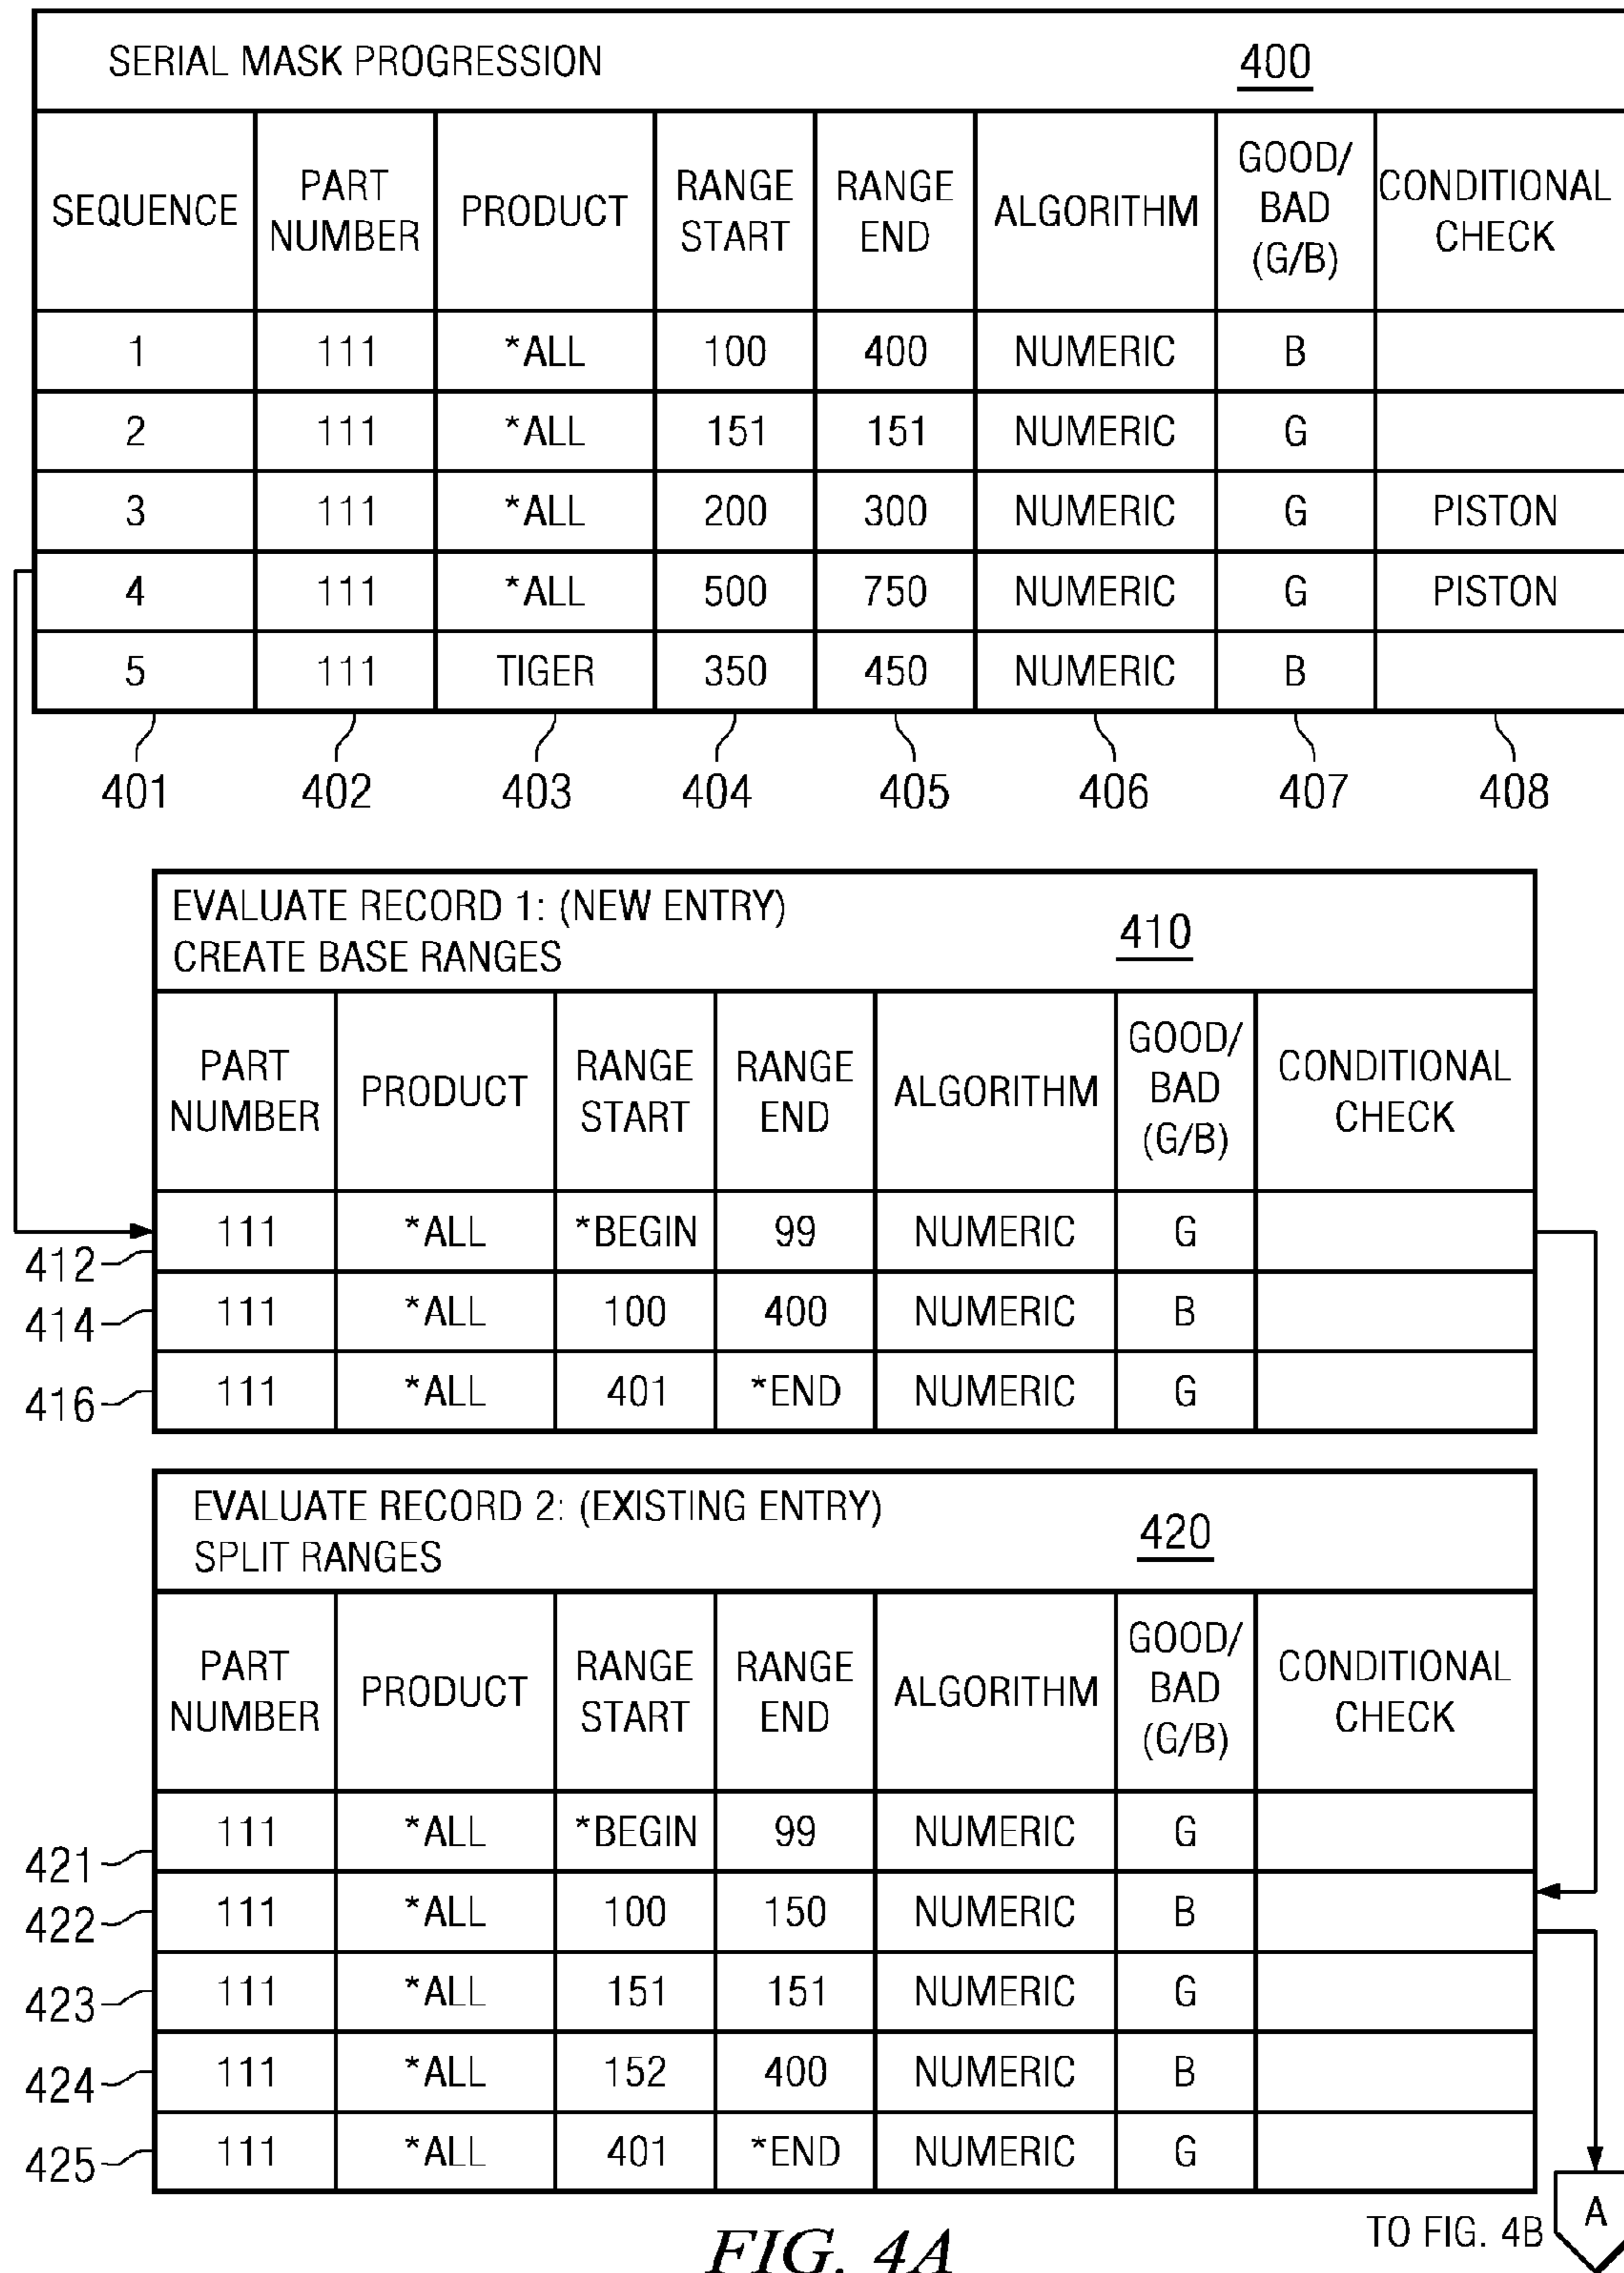 SERIAL MASK PROGRESSION 400
SEQUENCE PART NUMBER PRODUCT RANGE START RANGE END ALGORITHM GOOD/ BAD (G/B) CONDITIONAL CHECK
1 111 *ALL 100 400 NUMERIC B
2 111 *ALL 151 151 NUMERIC G
3 111 *ALL 200 300 NUMERIC G PISTON
4 111 *ALL 500 750 NUMERIC G PISTON
5 111 TIGER 350 450 NUMERIC B
401 402 403 404 405 406 407 408
EVALUATE RECORD 1: (NEW ENTRY)
CREATE BASE RANGES 410
PART NUMBER PRODUCT RANGE START RANGE END ALGORITHM GOOD/ BAD (G/B) CONDITIONAL CHECK
412 111 *ALL *BEGIN 99 NUMERIC G
414 111 *ALL 100 400 NUMERIC B
416 111 *ALL 401 *END NUMERIC G
EVALUATE RECORD 2: (EXISTING ENTRY)
SPLIT RANGES 420
PART NUMBER PRODUCT RANGE START RANGE END ALGORITHM GOOD/ BAD (G/B) CONDITIONAL CHECK
421 111 *ALL *BEGIN 99 NUMERIC G
422 111 *ALL 100 150 NUMERIC B
423 111 *ALL 151 151 NUMERIC G
424 111 *ALL 152 400 NUMERIC B
425 111 *ALL 401 *END NUMERIC G
TO FIG. 4B A
FIG. 4A